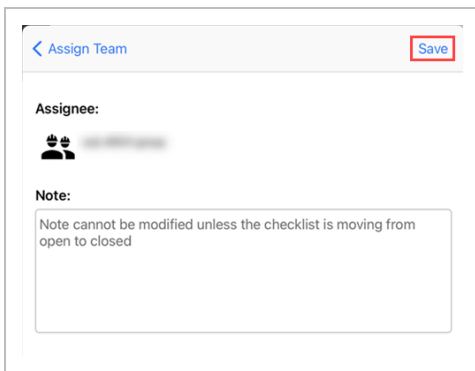 Assign Team
Save
Assignee:
Note:
Note cannot be modified unless the checklist is moving from
open to closed